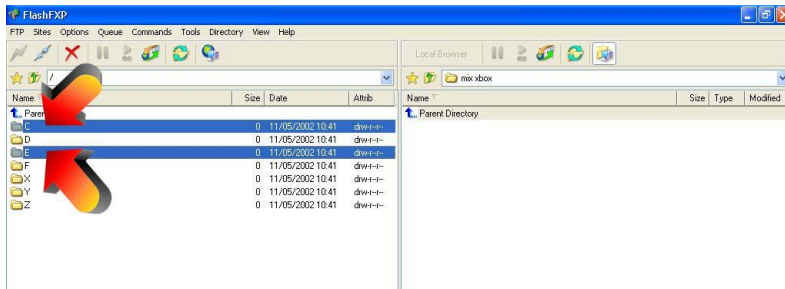 FlashFXP
FTP Sites Options Queue Commands Tools Directory View Help
Local Browser
/
mix xbox
Name Size Date Attrib
Name Size Type Modified
Parent Directory
C 0 11/05/2002 10:41 drw-r--r--
D 0 11/05/2002 10:41 drw-r--r--
E 0 11/05/2002 10:41 drw-r--r--
F 0 11/05/2002 10:41 drw-r--r--
X 0 11/05/2002 10:41 drw-r--r--
Y 0 11/05/2002 10:41 drw-r--r--
Z 0 11/05/2002 10:41 drw-r--r--